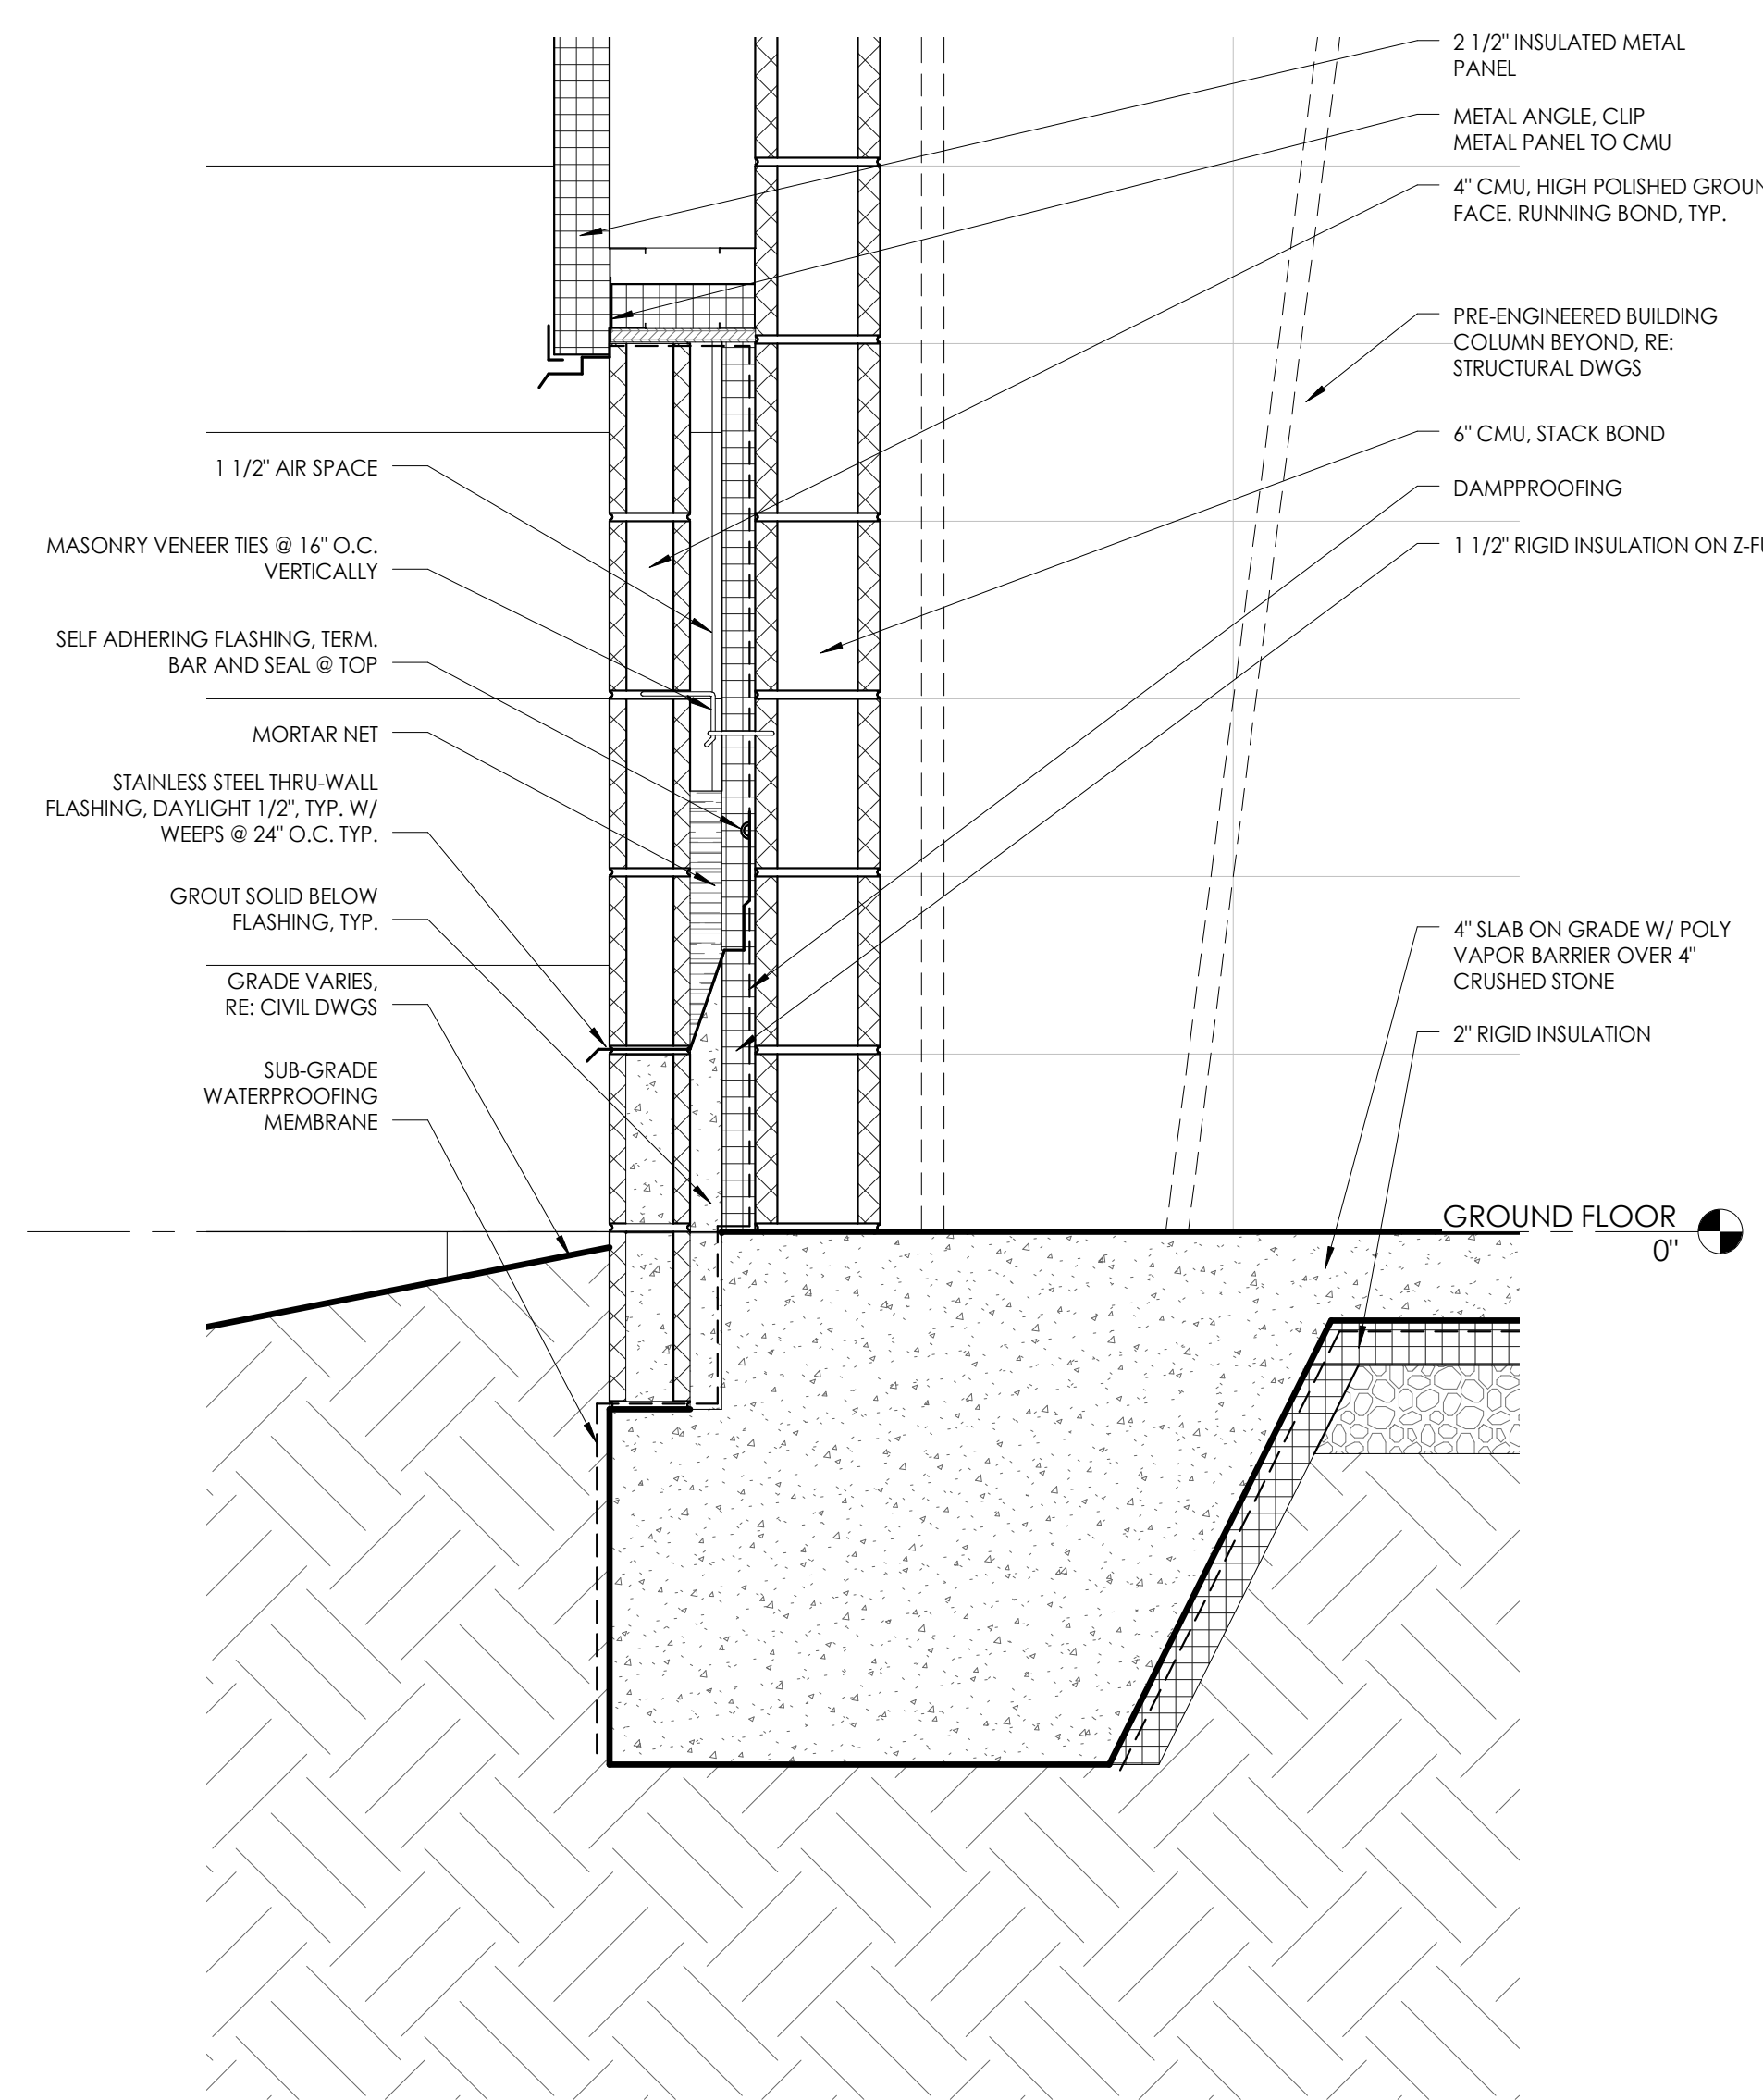 2 1/2" INSULATED METAL
PANEL
METAL ANGLE, CLIP
METAL PANEL TO CMU
4" CMU, HIGH POLISHED
FACE. RUNNING BOND, TYP.
PRE-ENGINEERED BUILDING
COLUMN BEYOND, RE:
STRUCTURAL DWGS
6" CMU, STACK BOND
DAMPPROOFING
1 1/2" RIGID INSULATION ON
4" SLAB ON GRADE W/ POLY
VAPOR BARRIER OVER 4"
CRUSHED STONE
2" RIGID INSULATION
GROUND FLOOR
0"
1 1/2" AIR SPACE
MASONRY VENEER TIES @ 16" O.C.
VERTICALLY
SELF ADHERING FLASHING, TERM.
BAR AND SEAL @ TOP
MORTAR NET
STAINLESS STEEL THRU-WALL
FLASHING, DAYLIGHT 1/2", TYP. W/
WEEPS @ 24" O.C. TYP.
GROUT SOLID BELOW
FLASHING, TYP.
GRADE VARIES,
RE: CIVIL DWGS
SUB-GRADE
WATERPROOFING
MEMBRANE